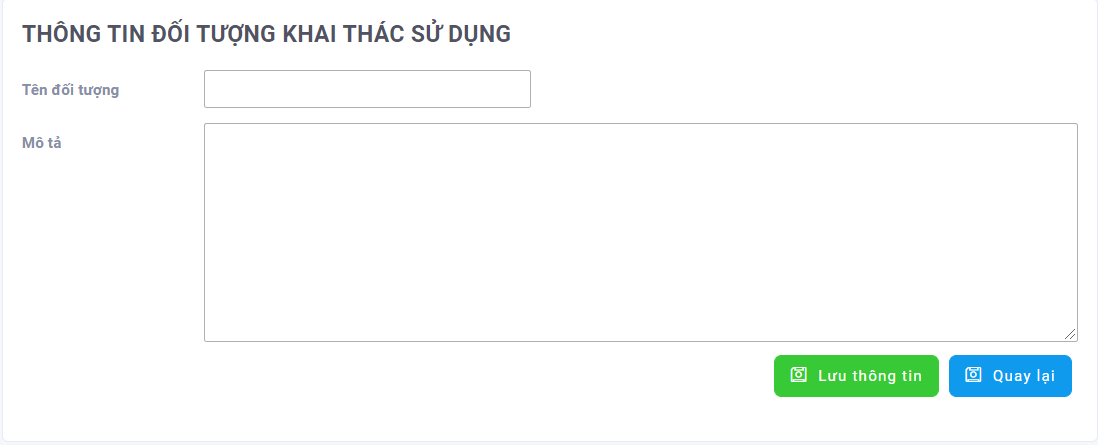 THÔNG TIN ĐỐI TƯỢNG KHAI THÁC SỬ DỤNG
Tên đối tượng
Mô tả
Lưu thông tin
Quay lại